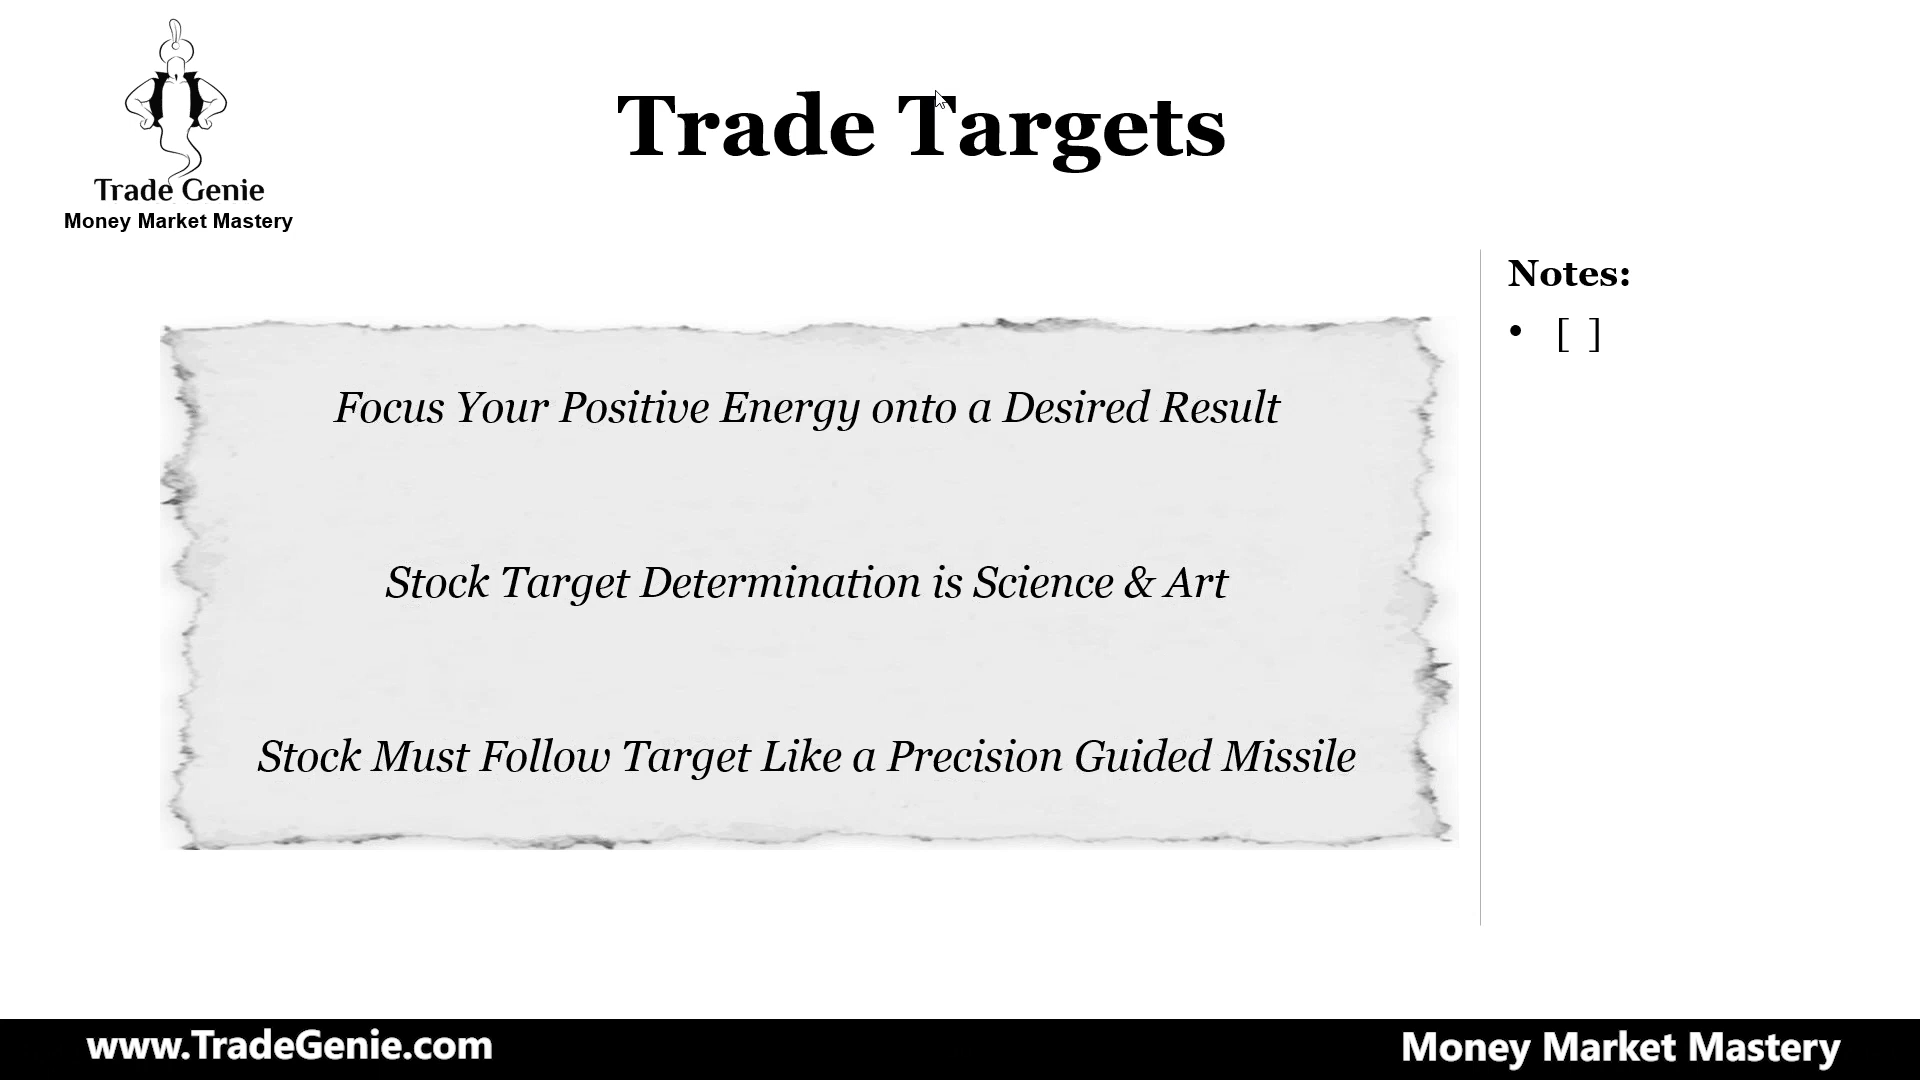 Trade Genie
Money Market Mastery
Trade Targets
Focus Your Positive Energy onto a Desired Result
Stock Target Determination is Science & Art
Stock Must Follow Target Like a Precision Guided Missile
Notes:
• [ ]
www.TradeGenie.com
Money Market Mastery